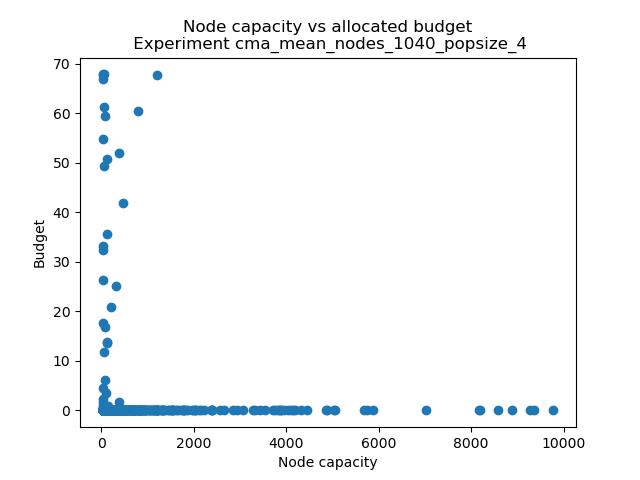 Node capacity vs allocated budget
Experiment cma_mean_nodes_1040_popsize_4
70
60
50
40
30
20
10
0
Budget
0 2000 4000 6000 8000 10000
Node capacity